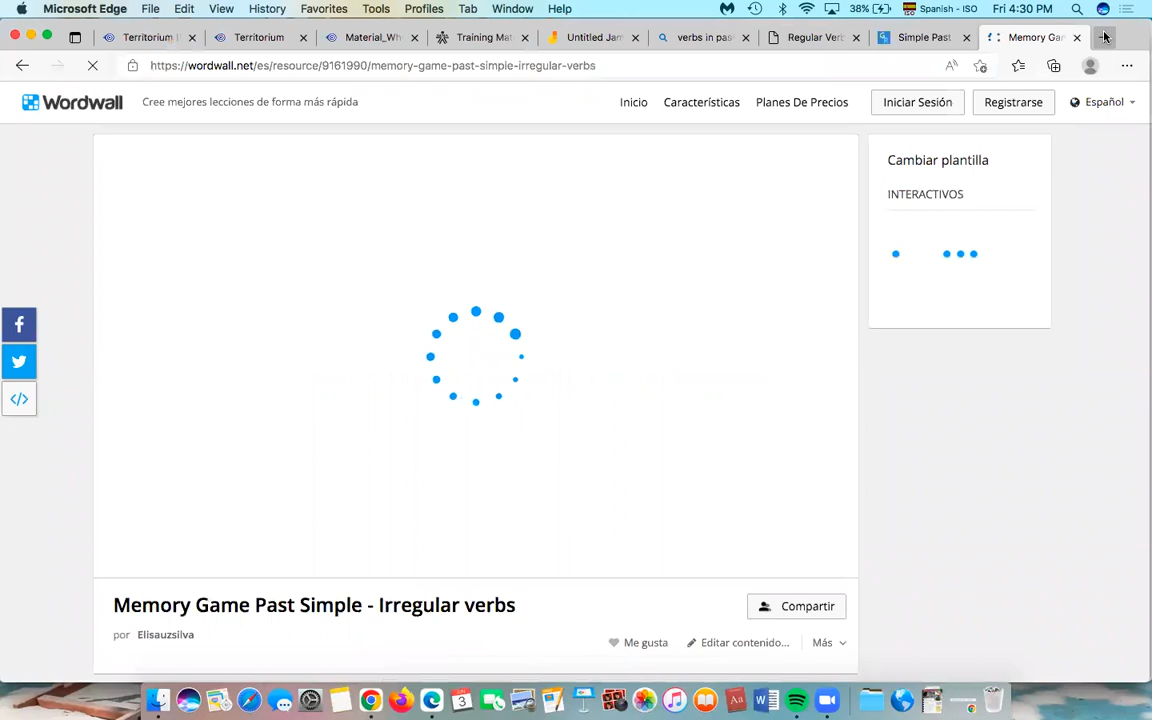 Microsoft Edge File Edit View History Favorites Tools Profiles Tab Window Help 38% Spanish - ISO Fri 4:30 PM
Territorium Territorium Material_Wh Training Mat Untitled Jam verbs in pas Regular Verb Simple Past Memory Gam
https://wordwall.net/es/resource/9161990/memory-game-past-simple-irregular-verbs
Wordwall Cree mejores lecciones de forma más rápida Inicio Características Planes De Precios Iniciar Sesión Registrarse Español
Cambiar plantilla
INTERACTIVOS
Memory Game Past Simple - Irregular verbs
Compartir
por Elisauzsilva
Me gusta Editar contenido... Más